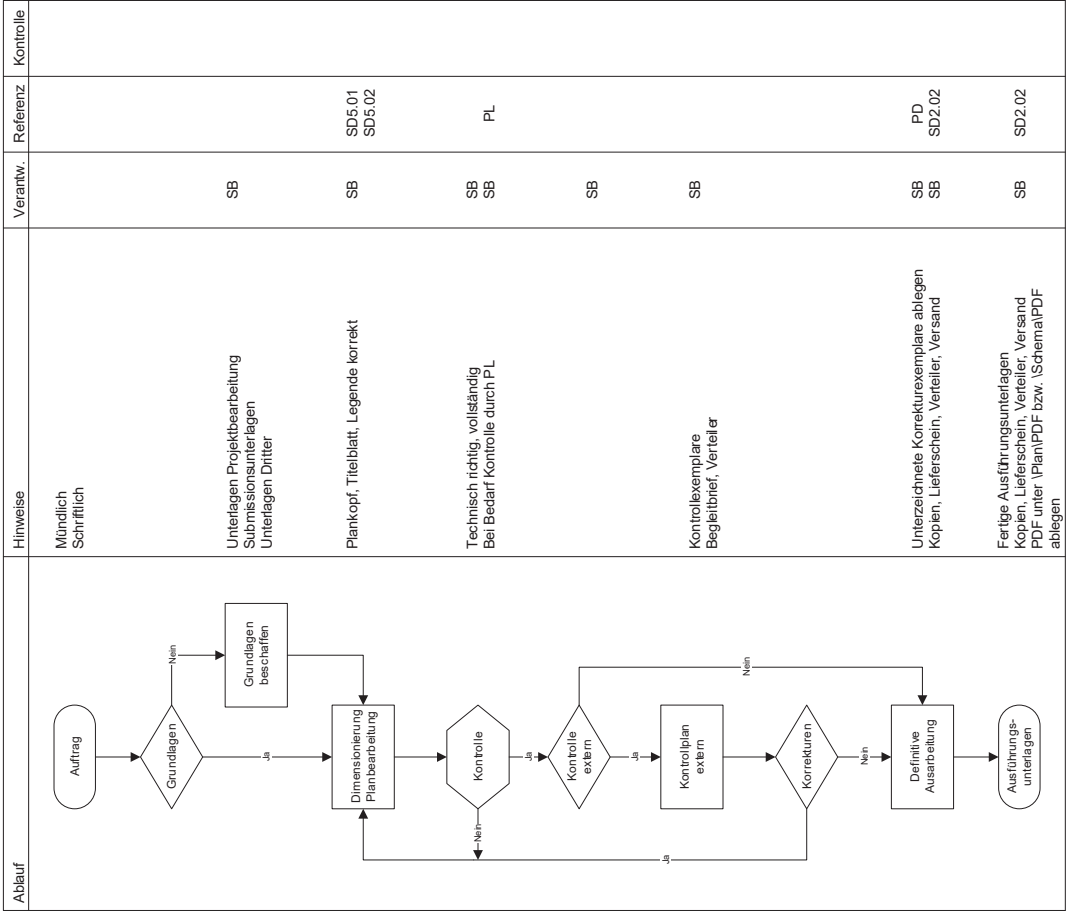 Ablauf
Hinweise
Verantw.
Referenz
Kontrolle
Auftrag
Mündlich
Schriftlich
Grundlagen
Nein
Ja
Grundlagen
beschaffen
Unterlagen Projektbearbeitung
Submissionsunterlagen
Unterlagen Dritter
SB
Dimensionierung
Planbearbeitung
Plankopf, Titelblatt, Legende korrekt
SB
SD5.01
SD5.02
Kontrolle
Nein
Ja
Technisch richtig, vollständig
Bei Bedarf Kontrolle durch PL
SB
SB
PL
Kontrolle
extern
Nein
Ja
SB
Kontrollplan
extern
Kontrollexemplare
Begleitbrief, Verteiler
SB
Korrekturen
Ja
Nein
Definitive
Ausarbeitung
Unterzeichnete Korrekturexemplare ablegen
Kopien, Lieferschein, Verteiler, Versand
SB
SB
PD
SD2.02
Ausführungs-
unterlagen
Fertige Ausführungsunterlagen
Kopien, Lieferschein, Verteiler, Versand
PDF unter \Plan\PDF bzw. \Schema\PDF
ablegen
SB
SD2.02